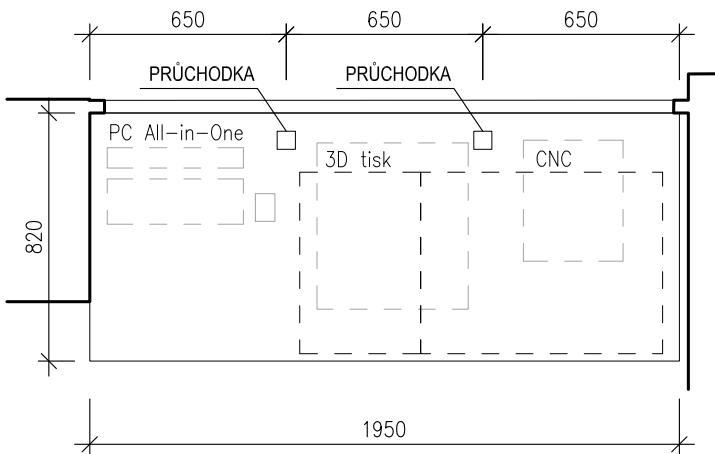 650
650
650
PRŮCHODKA
PRŮCHODKA
PC All-in-One
3D tisk
CNC
820
1950